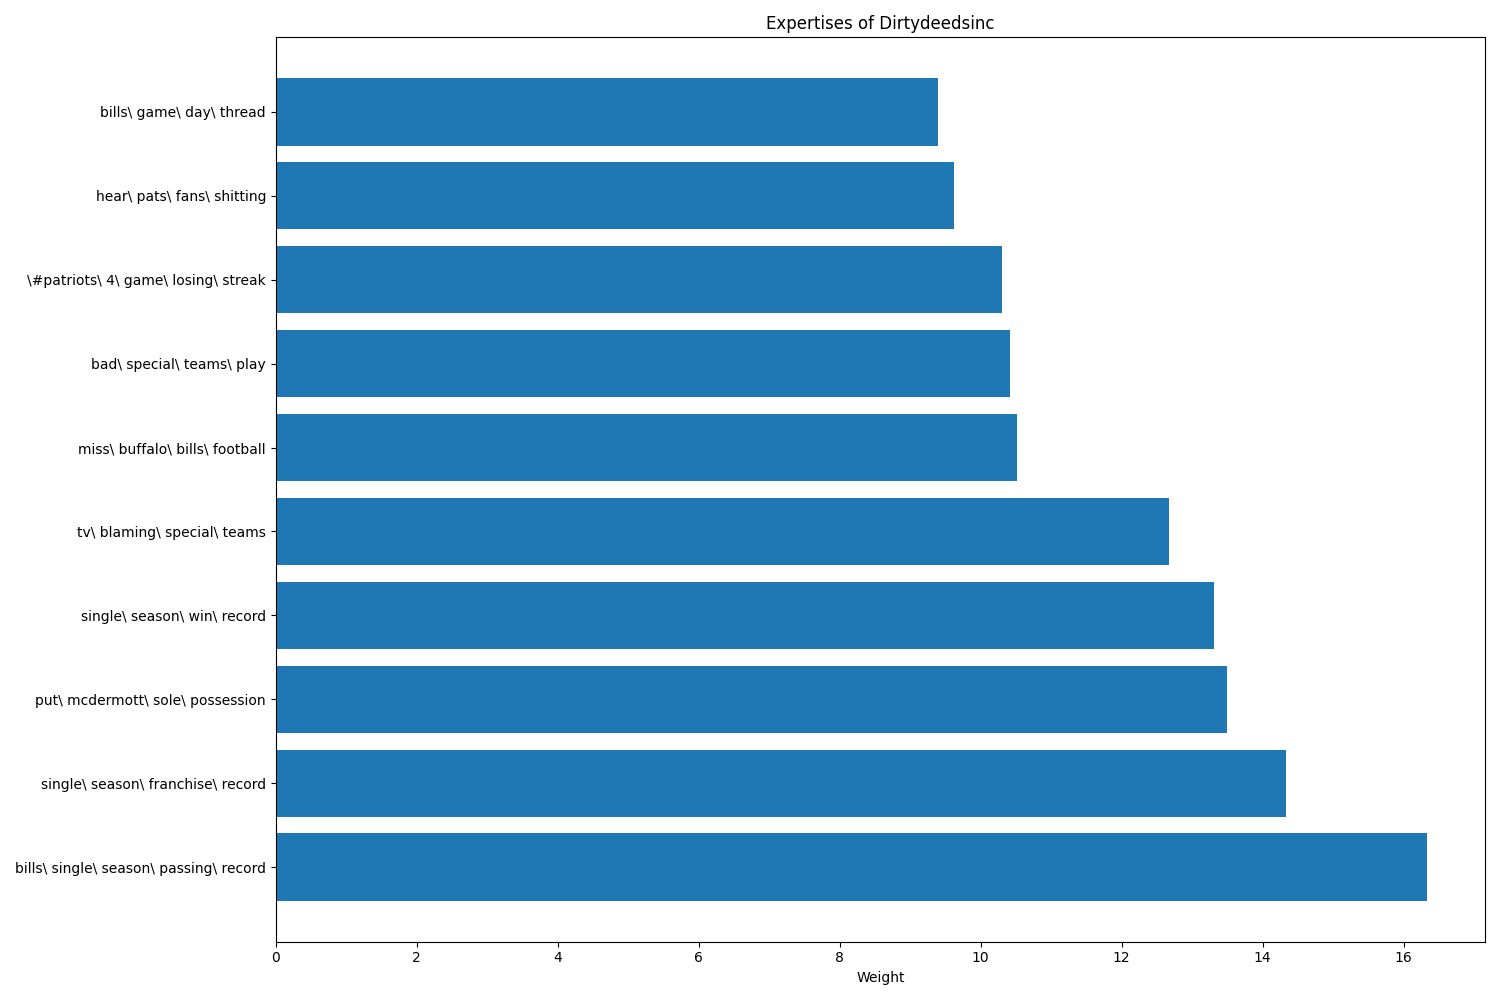 Expertises of Dirtydeedsinc
bills\ game\ day\ thread
hear\ pats\ fans\ shitting
\#patriots\ 4\ game\ losing\ streak
bad\ special\ teams\ play
miss\ buffalo\ bills\ football
tv\ blaming\ special\ teams
single\ season\ win\ record
put\ mcdermott\ sole\ possession
single\ season\ franchise\ record
bills\ single\ season\ passing\ record
0 2 4 6 8 10 12 14 16
Weight